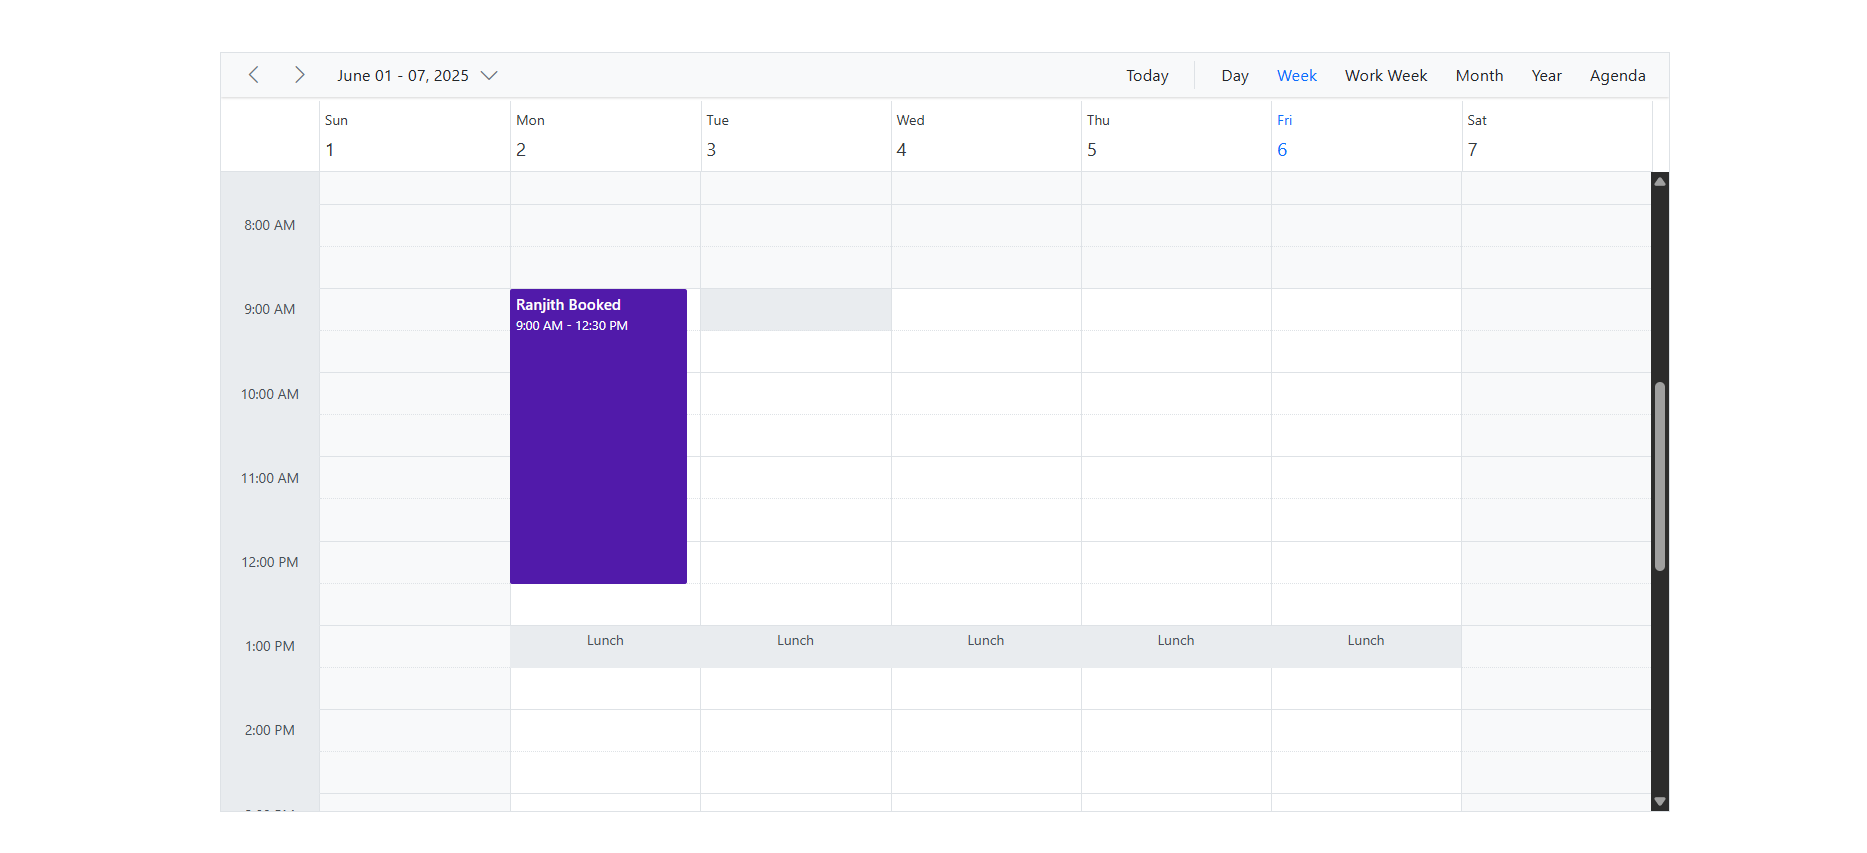 June 01 - 07, 2025
Today Day Week Work Week Month Year Agenda
Sun Mon Tue Wed Thu Fri Sat
1 2 3 4 5 6 7
8:00 AM
9:00 AM
Ranjith Booked
9:00 AM - 12:30 PM
10:00 AM
11:00 AM
12:00 PM
1:00 PM
Lunch Lunch Lunch Lunch Lunch
2:00 PM